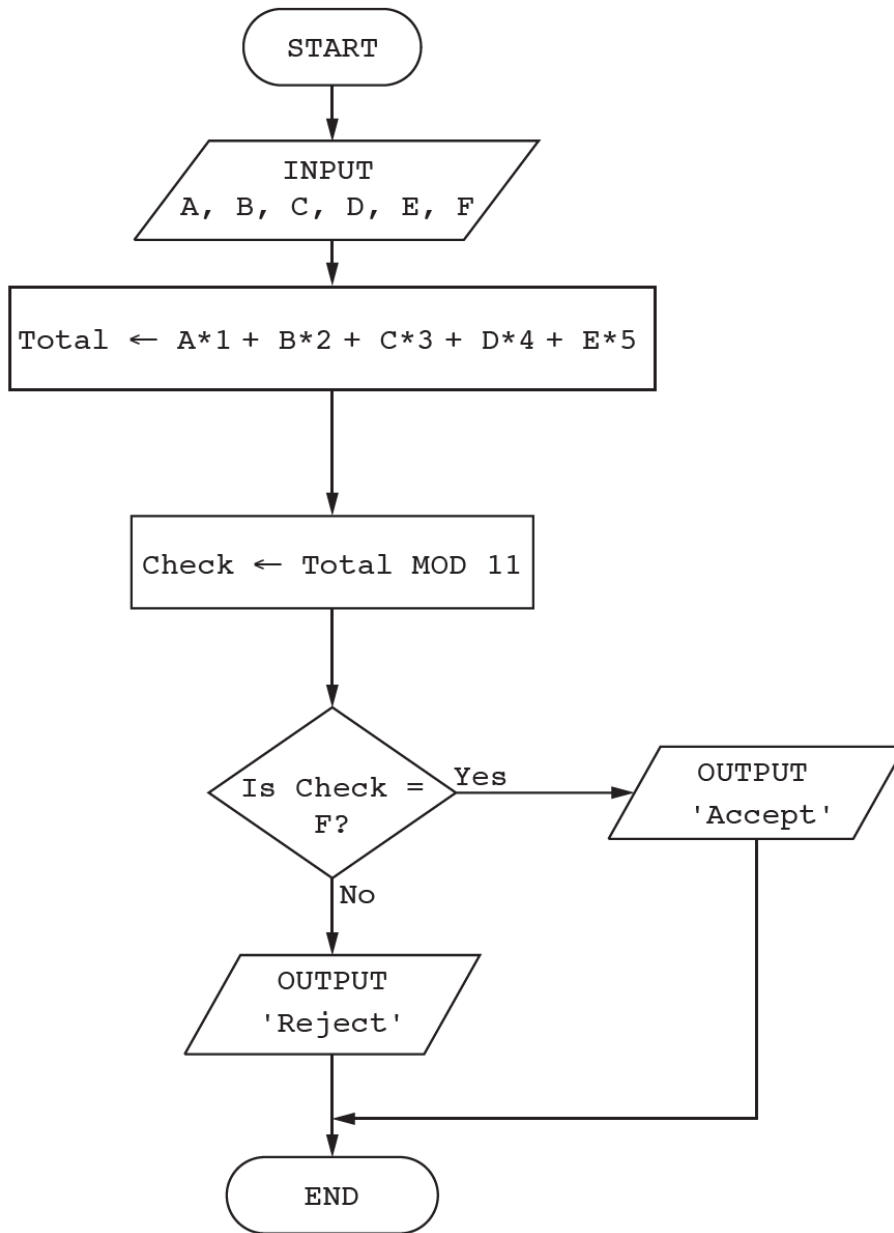 START
INPUT
A, B, C, D, E, F
Total ← A*1 + B*2 + C*3 + D*4 + E*5
Check ← Total MOD 11
Is Check =
F?
Yes
OUTPUT
'Accept'
No
OUTPUT
'Reject'
END